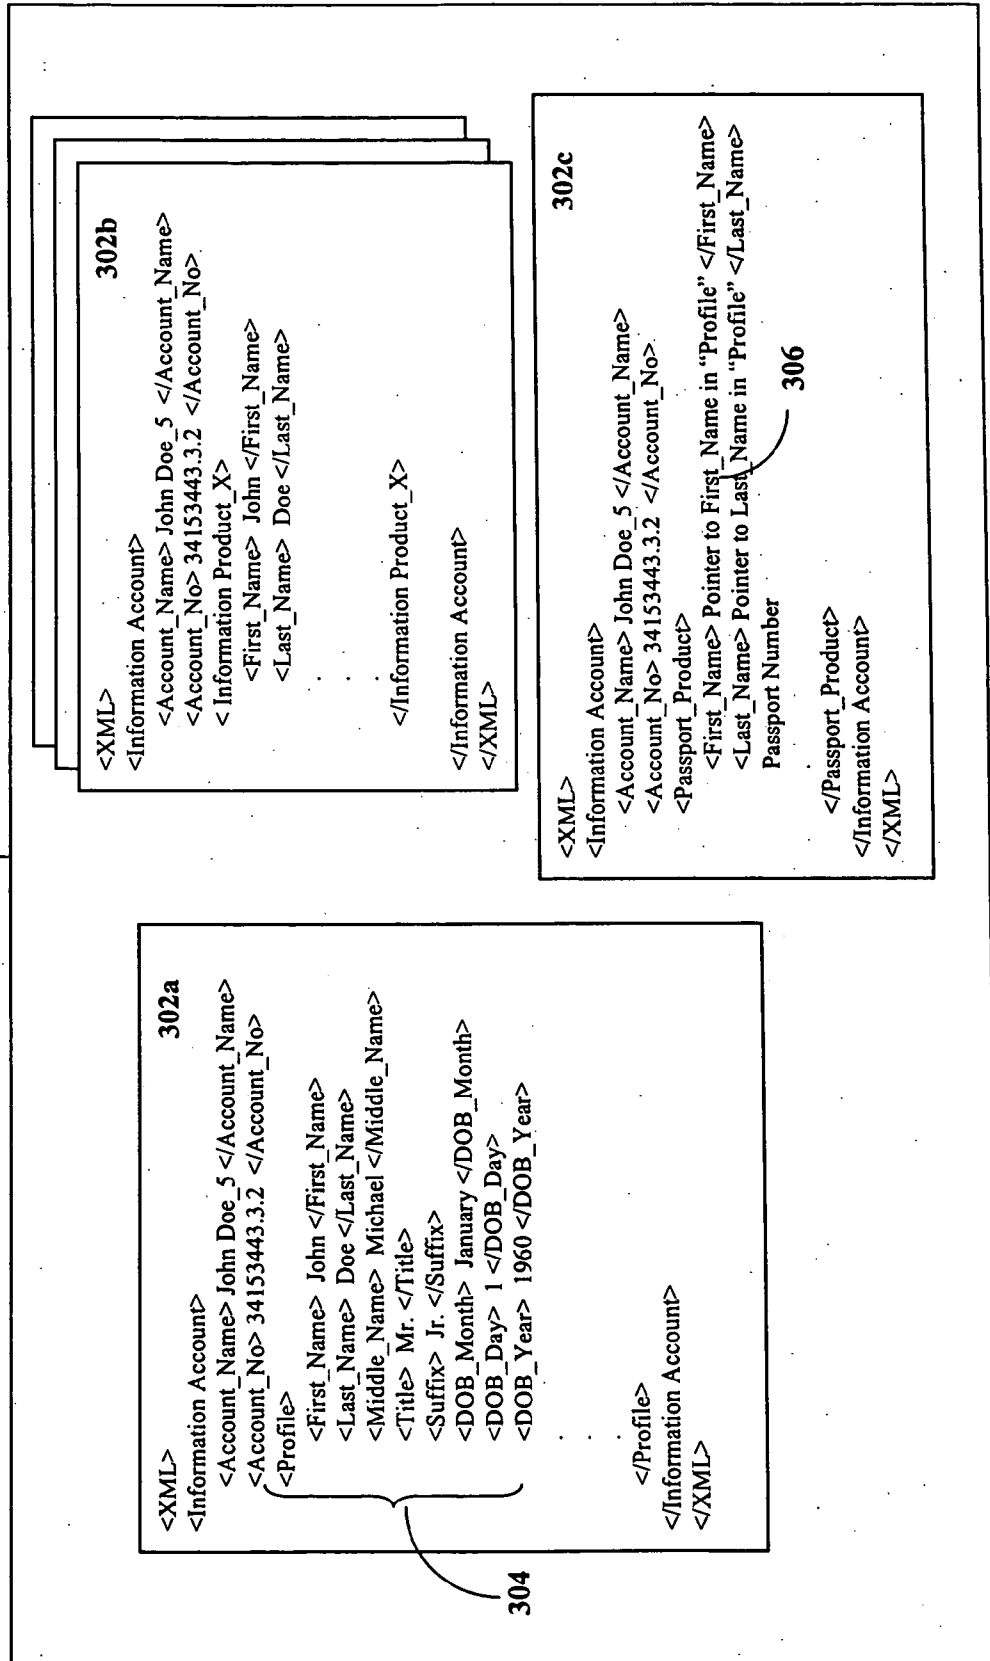 302a
<XML>
<Information Account>
<Account_Name> John Doe_5 </Account_Name>
<Account_No> 34153443.3.2 </Account_No>
<Profile>
<First_Name> John </First_Name>
<Last_Name> Doe </Last_Name>
<Middle_Name> Michael </Middle_Name>
<Title> Mr. </Title>
<Suffix> Jr. </Suffix>
<DOB_Month> January </DOB_Month>
<DOB_Day> 1 </DOB_Day>
<DOB_Year> 1960 </DOB_Year>
.
.
.
</Profile>
</Information Account>
</XML>
304
302b
<XML>
<Information Account>
<Account_Name> John Doe_5 </Account_Name>
<Account_No> 34153443.3.2 </Account_No>
< Information Product_X>
<First_Name> John </First_Name>
<Last_Name> Doe </Last_Name>
.
.
.
</Information Product_X>
</Information Account>
</XML>
302c
<XML>
<Information Account>
<Account_Name> John Doe_5 </Account_Name>
<Account_No> 34153443.3.2 </Account_No>
<Passport_Product>
<First_Name> Pointer to First_Name in “Profile” </First_Name>
<Last_Name> Pointer to Last_Name in “Profile” </Last_Name>
Passport Number
</Passport_Product>
</Information Account>
</XML>
306